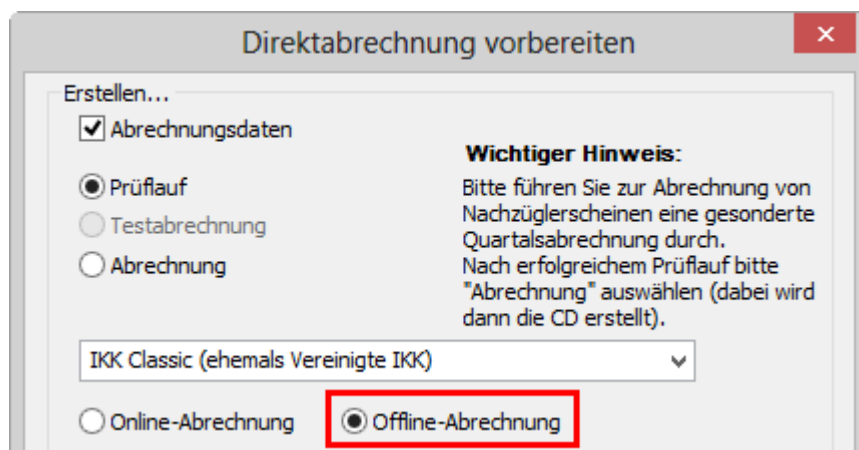 Direktabrechnung vorbereiten
Erstellen...
Abrechnungsdaten
Prüflauf
Testabrechnung
Abrechnung
Wichtiger Hinweis:
Bitte führen Sie zur Abrechnung von
Nachzüglerscheinen eine gesonderte
Quartalsabrechnung durch.
Nach erfolgreichem Prüflauf bitte
"Abrechnung" auswählen (dabei wird
dann die CD erstellt).
IKK Classic (ehemals Vereinigte IKK)
Online-Abrechnung
Offline-Abrechnung